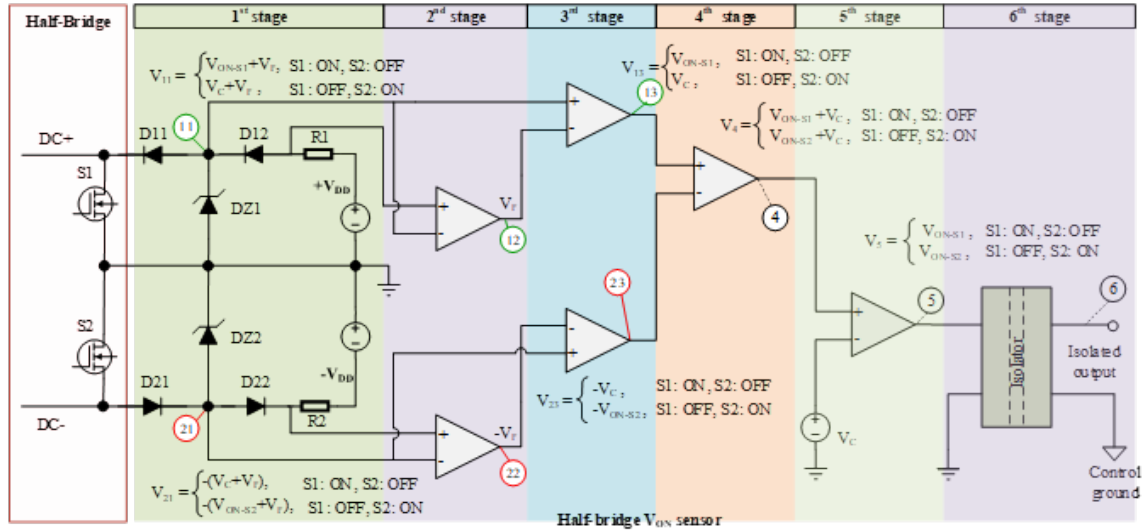 Half-Bridge
1st stage
2nd stage
3rd stage
4th stage
5th stage
6th stage
V11 = { VON-S1+VF, S1: ON, S2: OFF
VC+VF, S1: OFF, S2: ON
V13 = { VON-S1, S1: ON, S2: OFF
VC, S1: OFF, S2: ON
V4 = { VON-S1+VC, S1: ON, S2: OFF
VON-S2+VC, S1: OFF, S2: ON
V5 = { VON-S1, S1: ON, S2: OFF
VON-S2, S1: OFF, S2: ON
DC+
D11
11
D12
R1
+
-
13
S1
DZ1
+VDD
+
-
VF
12
+
-
4
S2
DZ2
-VDD
23
-
+
+
-
5
Isolator
6
Isolated
output
D21
D22
R2
DC-
21
+
-
-VF
22
V23 = { -VC, S1: ON, S2: OFF
-VON-S2, S1: OFF, S2: ON
VC
Control
ground
V21 = { -(VC+VF), S1: ON, S2: OFF
-(VON-S2+VF), S1: OFF, S2: ON
Half-bridge VON sensor